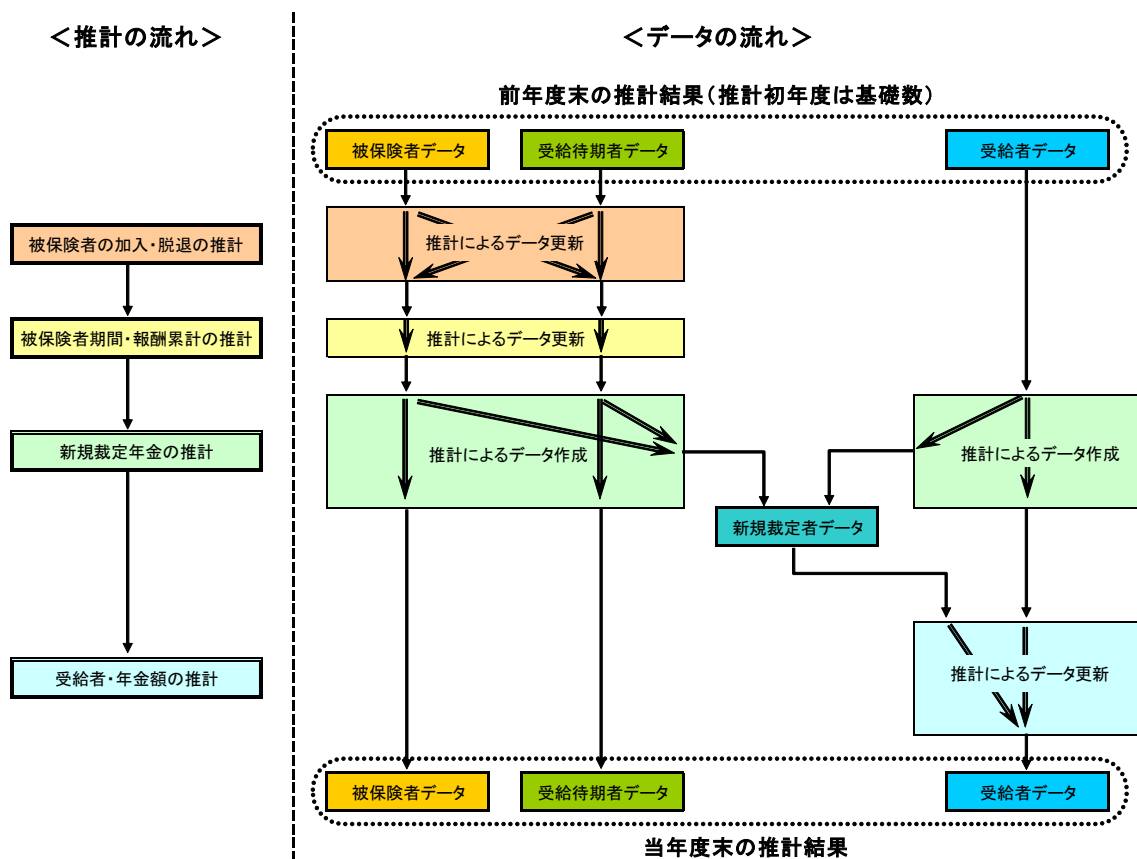 ＜推計の流れ＞
＜データの流れ＞
前年度末の推計結果（推計初年度は基礎数）
被保険者データ
受給待期者データ
受給者データ
被保険者の加入・脱退の推計
推計によるデータ更新
被保険者期間・報酬累計の推計
推計によるデータ更新
新規裁定年金の推計
推計によるデータ作成
推計によるデータ作成
新規裁定者データ
受給者・年金額の推計
推計によるデータ更新
被保険者データ
受給待期者データ
受給者データ
当年度末の推計結果